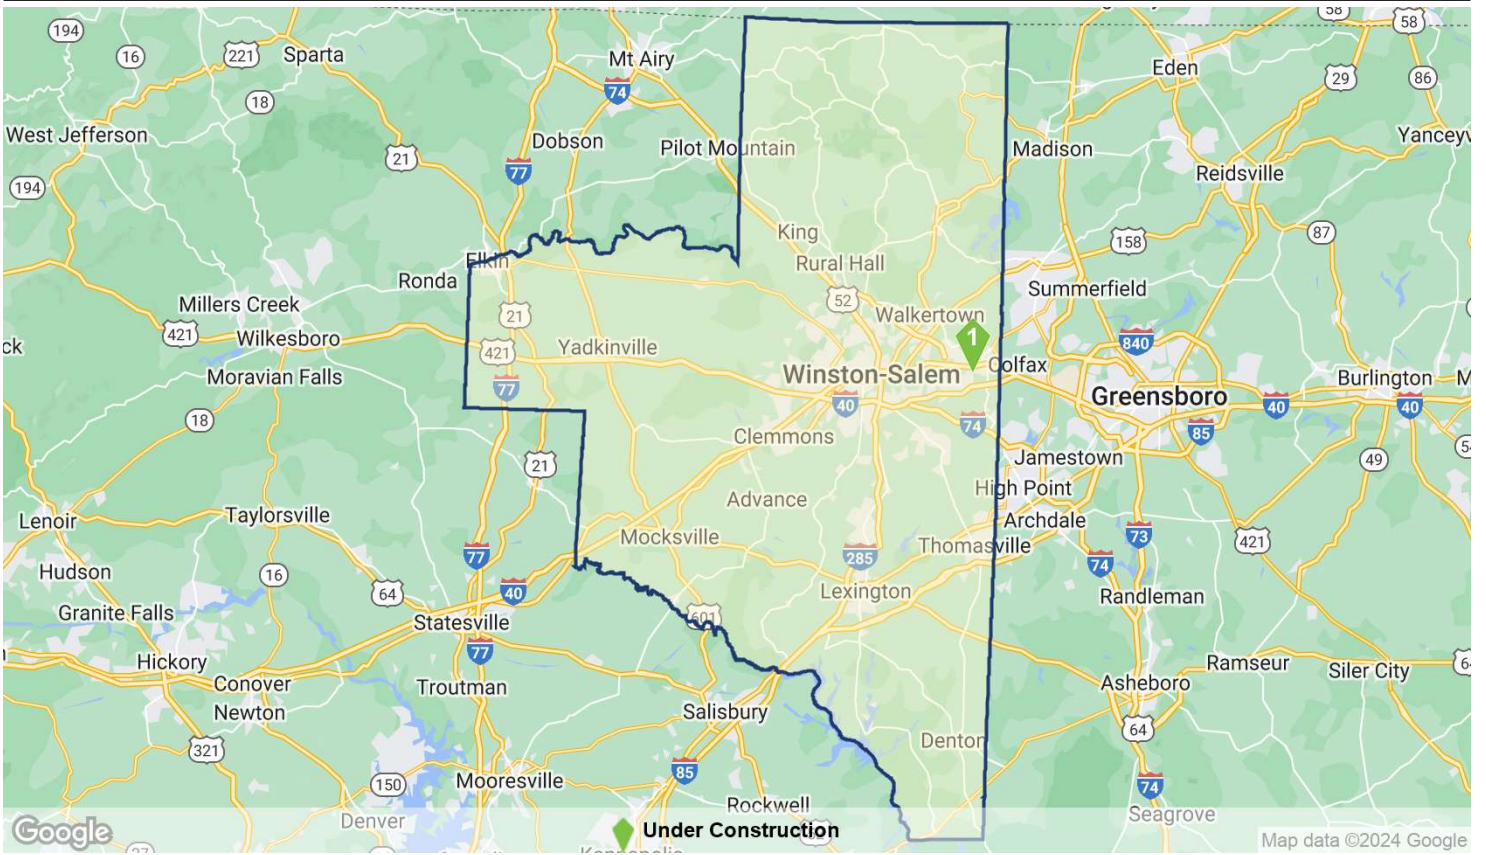 58
194
58
16
221
Sparta
Mt Airy
Eden
29
86
74
18
West Jefferson
Dobson
Pilot Mountain
Madison
21
77
Reidsville
194
King
87
158
Elkin
Rural Hall
Ronda
Summerfield
Millers Creek
52
21
Walkertown
421
Wilkesboro
1
840
ck
421
Yadkinville
Colfax
Moravian Falls
77
Winston-Salem
Burlington
Greensboro
40
40
40
18
74
85
Clemmons
Jamestown
49
21
High Point
Advance
Taylorsville
Lenoir
Archdale
Mocksville
Thomasville
73
421
77
285
74
Hudson
16
40
64
Lexington
Randleman
Granite Falls
601
Statesville
77
Hickory
Ramseur
Siler City
Conover
Troutman
Asheboro
Newton
Salisbury
64
321
Denton
85
Mooresville
150
74
Rockwell
Seagrove
Denver
Google
Under Construction
Map data ©2024 Google